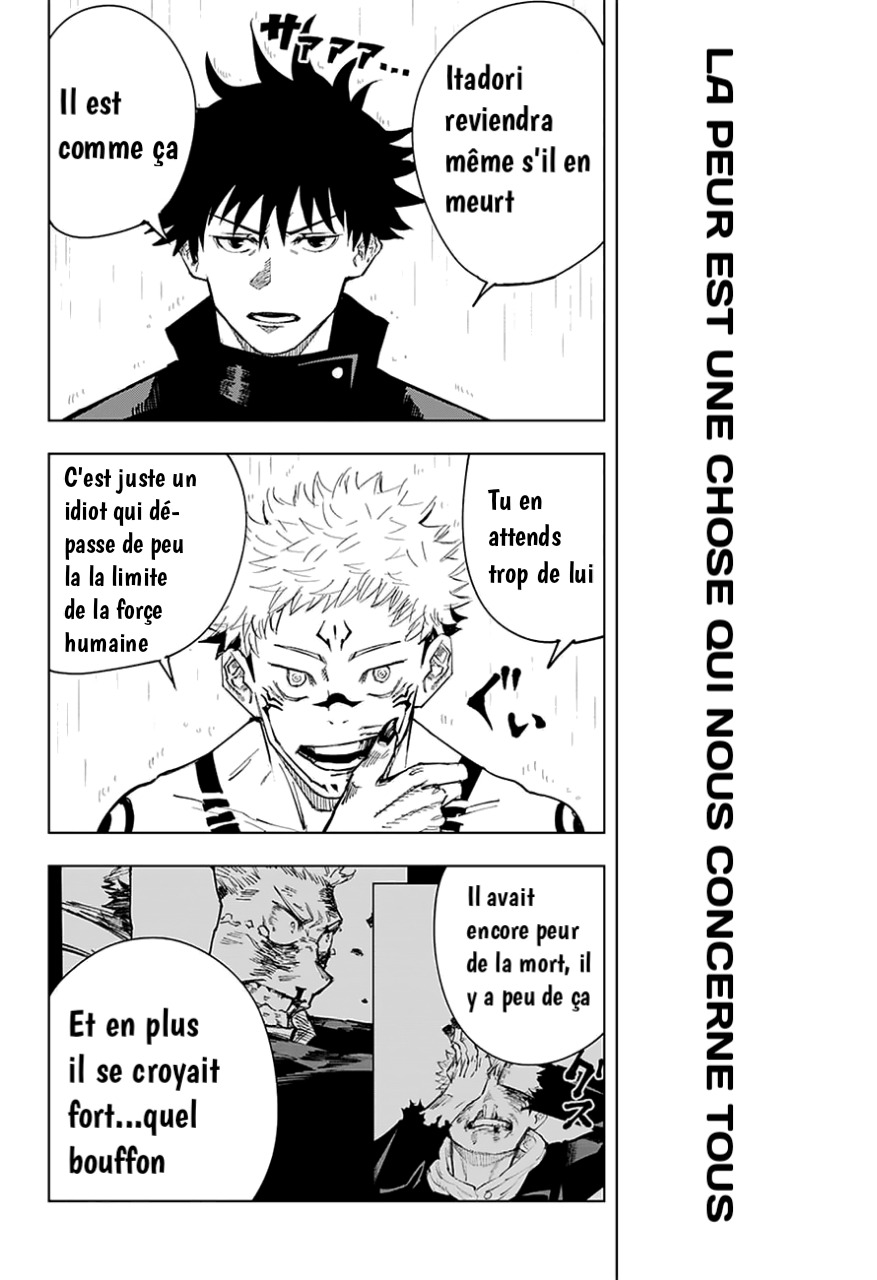 LA PEUR EST UNE CHOSE QUI NOUS CONCERNE TOUS
Itadori
reviendra
même s'il en
meurt
サァァァァ...
Il est
comme ça
Tu en
attends
trop de lui
ぐい
C'est juste un
idiot qui dé-
passe de peu
la la limite
de la forçe
humaine
Il avait
encore peur
de la mort, il
y a peu de ça
グス
Et en plus
il se croyait
fort...quel
bouffon